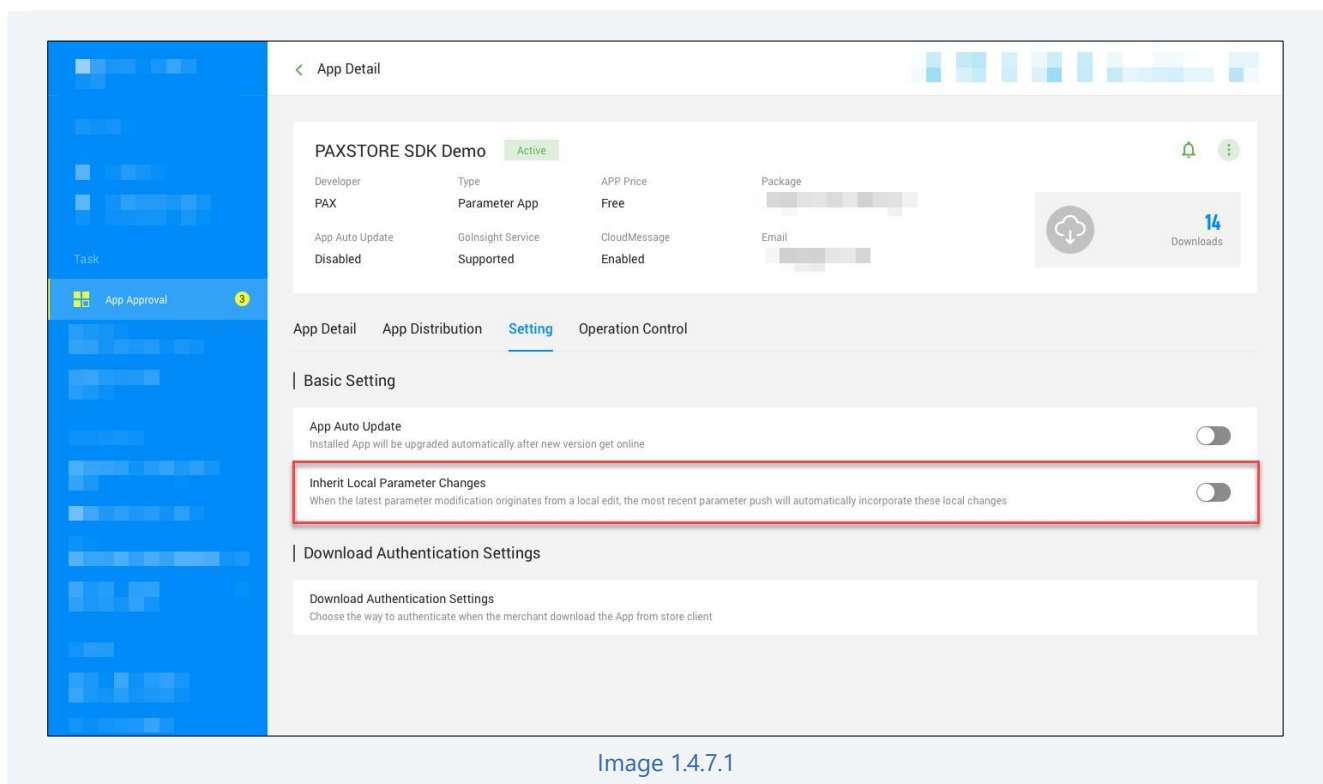 App Detail
PAXSTORE SDK Demo Active
Developer Type APP Price Package
PAX Parameter App Free
14
Downloads
App Auto Update GoInsight Service CloudMessage Email
Disabled Supported Enabled
Task
App Approval 3
App Detail App Distribution Setting Operation Control
Basic Setting
App Auto Update
Installed App will be upgraded automatically after new version get online
Inherit Local Parameter Changes
When the latest parameter modification originates from a local edit, the most recent parameter push will automatically incorporate these local changes
Download Authentication Settings
Download Authentication Settings
Choose the way to authenticate when the merchant download the App from store client
Image 1.4.7.1